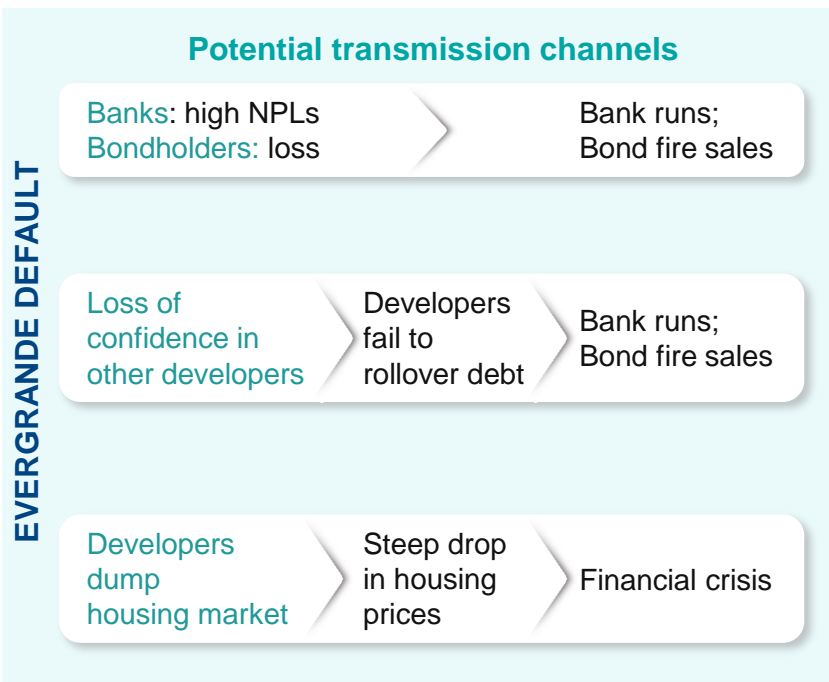 Potential transmission channels
EVERGRANDE DEFAULT
Banks: high NPLs
Bondholders: loss
Bank runs;
Bond fire sales
Loss of
confidence in
other developers
Developers
fail to
rollover debt
Bank runs;
Bond fire sales
Developers
dump
housing market
Steep drop
in housing
prices
Financial crisis